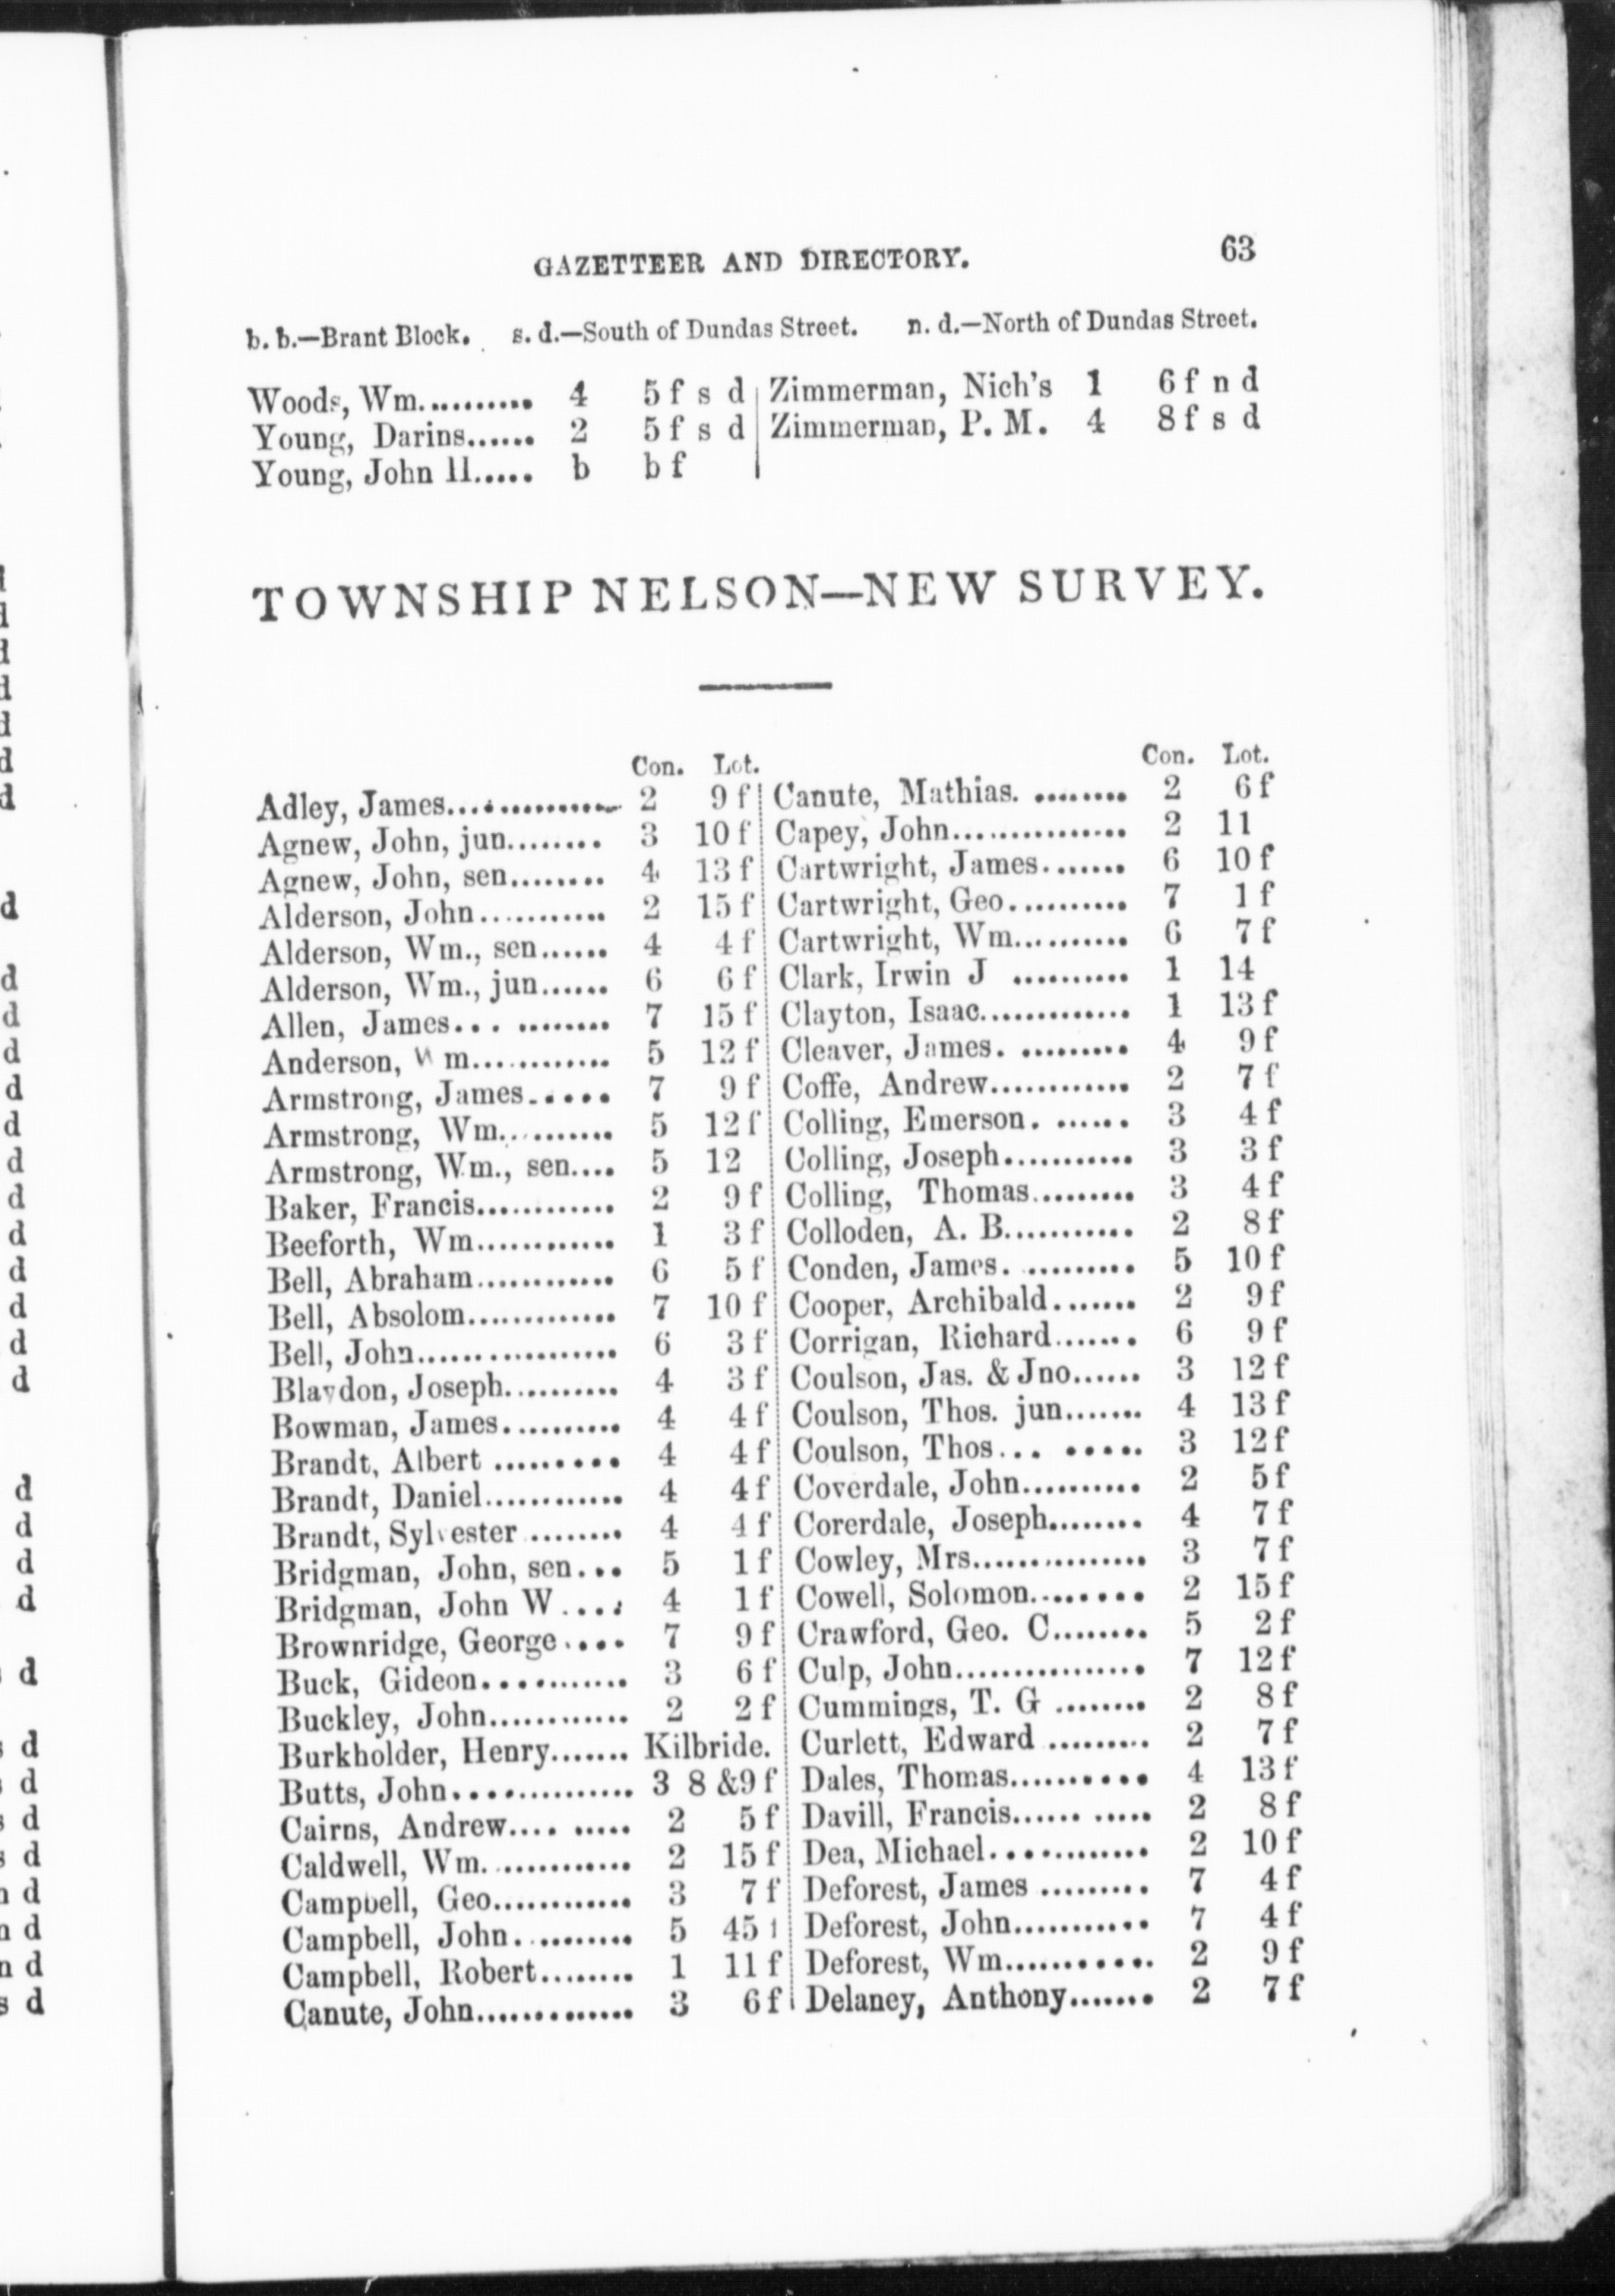 GAZETTEER AND DIRECTORY. 63
b. b.—Brant Block. s. d.—South of Dundas Street. n. d.—North of Dundas Street.
Woods, Wm........... 4 5 f s d
Young, Darins...... 2 5 f s d
Young, John H..... b b f
Zimmerman, Nich's 1 6 f n d
Zimmerman, P. M. 4 8 f s d
TOWNSHIP NELSON—NEW SURVEY.
Con. Lot.
Adley, James................ 2 9 f
Agnew, John, jun........ 3 10 f
Agnew, John, sen........ 4 13 f
Alderson, John............ 2 15 f
Alderson, Wm., sen...... 4 4 f
Alderson, Wm., jun...... 6 6 f
Allen, James... ......... 7 15 f
Anderson, Wm............ 5 12 f
Armstrong, James...... 7 9 f
Armstrong, Wm........... 5 12 f
Armstrong, Wm., sen.... 5 12
Baker, Francis............ 2 9 f
Beeforth, Wm............ 1 3 f
Bell, Abraham............ 6 5 f
Bell, Absolom............. 7 10 f
Bell, John.................. 6 3 f
Blaydon, Joseph.......... 4 3 f
Bowman, James.......... 4 4 f
Brandt, Albert ......... 4 4 f
Brandt, Daniel............ 4 4 f
Brandt, Sylvester ........ 4 4 f
Bridgman, John, sen... 5 1 f
Bridgman, John W.... 4 1 f
Brownridge, George.... 7 9 f
Buck, Gideon............ 3 6 f
Buckley, John............ 2 2 f
Burkholder, Henry....... Kilbride.
Butts, John............... 3 8 &9 f
Cairns, Andrew.... ..... 2 5 f
Caldwell, Wm............. 2 15 f
Campbell, Geo............ 3 7 f
Campbell, John.......... 5 45 f
Campbell, Robert........ 1 11 f
Canute, John............. 3 6 f
Con. Lot.
Canute, Mathias. ........ 2 6 f
Capey, John............... 2 11
Cartwright, James....... 6 10 f
Cartwright, Geo.......... 7 1 f
Cartwright, Wm.......... 6 7 f
Clark, Irwin J .......... 1 14
Clayton, Isaac............. 1 13 f
Cleaver, James. ......... 4 9 f
Coffe, Andrew............ 2 7 f
Colling, Emerson. ...... 3 4 f
Colling, Joseph........... 3 3 f
Colling, Thomas......... 3 4 f
Colloden, A. B........... 2 8 f
Conden, James. .......... 5 10 f
Cooper, Archibald....... 2 9 f
Corrigan, Richard....... 6 9 f
Coulson, Jas. & Jno...... 3 12 f
Coulson, Thos. jun....... 4 13 f
Coulson, Thos... ..... 3 12 f
Coverdale, John.......... 2 5 f
Corerdale, Joseph........ 4 7 f
Cowley, Mrs............... 3 7 f
Cowell, Solomon........ 2 15 f
Crawford, Geo. C........ 5 2 f
Culp, John................ 7 12 f
Cummings, T. G ........ 2 8 f
Curlett, Edward ......... 2 7 f
Dales, Thomas.......... 4 13 f
Davill, Francis...... ..... 2 8 f
Dea, Michael............ 2 10 f
Deforest, James ......... 7 4 f
Deforest, John........... 7 4 f
Deforest, Wm........... 2 9 f
Delaney, Anthony....... 2 7 f